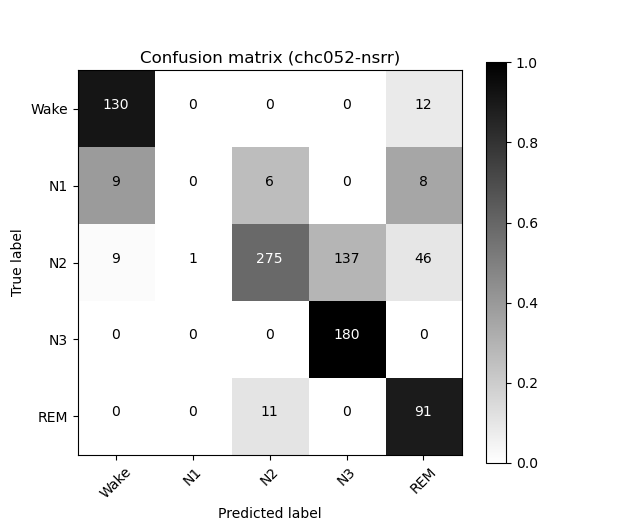 Confusion matrix (chc052-nsrr)
Wake 130 0 0 0 12
N1 9 0 6 0 8
N2 9 1 275 137 46
N3 0 0 0 180 0
REM 0 0 11 0 91
Wake N1 N2 N3 REM
Predicted label
True label
1.0
0.8
0.6
0.4
0.2
0.0